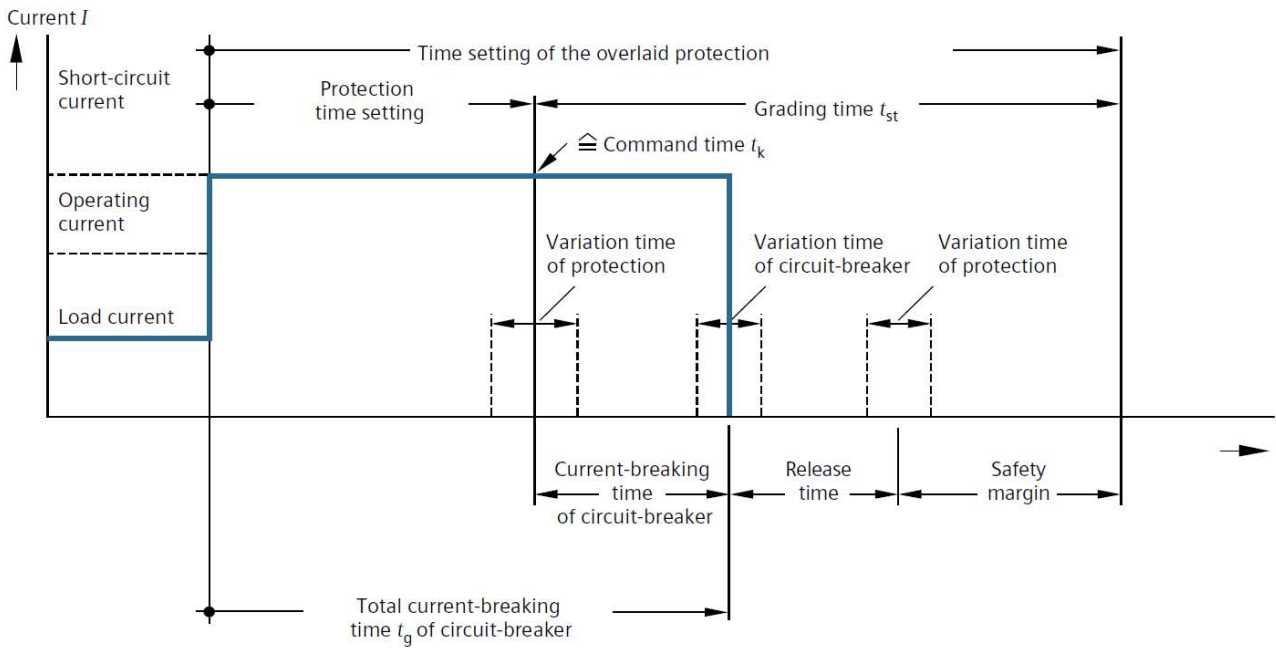 Current I
Time setting of the overlaid protection
Short-circuit
current
Protection
time setting
Grading time tst
≙ Command time tk
Operating
current
Variation time
of protection
Variation time
of circuit-breaker
Variation time
of protection
Load current
Current-breaking
time
of circuit-breaker
Release
time
Safety
margin
Total current-breaking
time tg of circuit-breaker